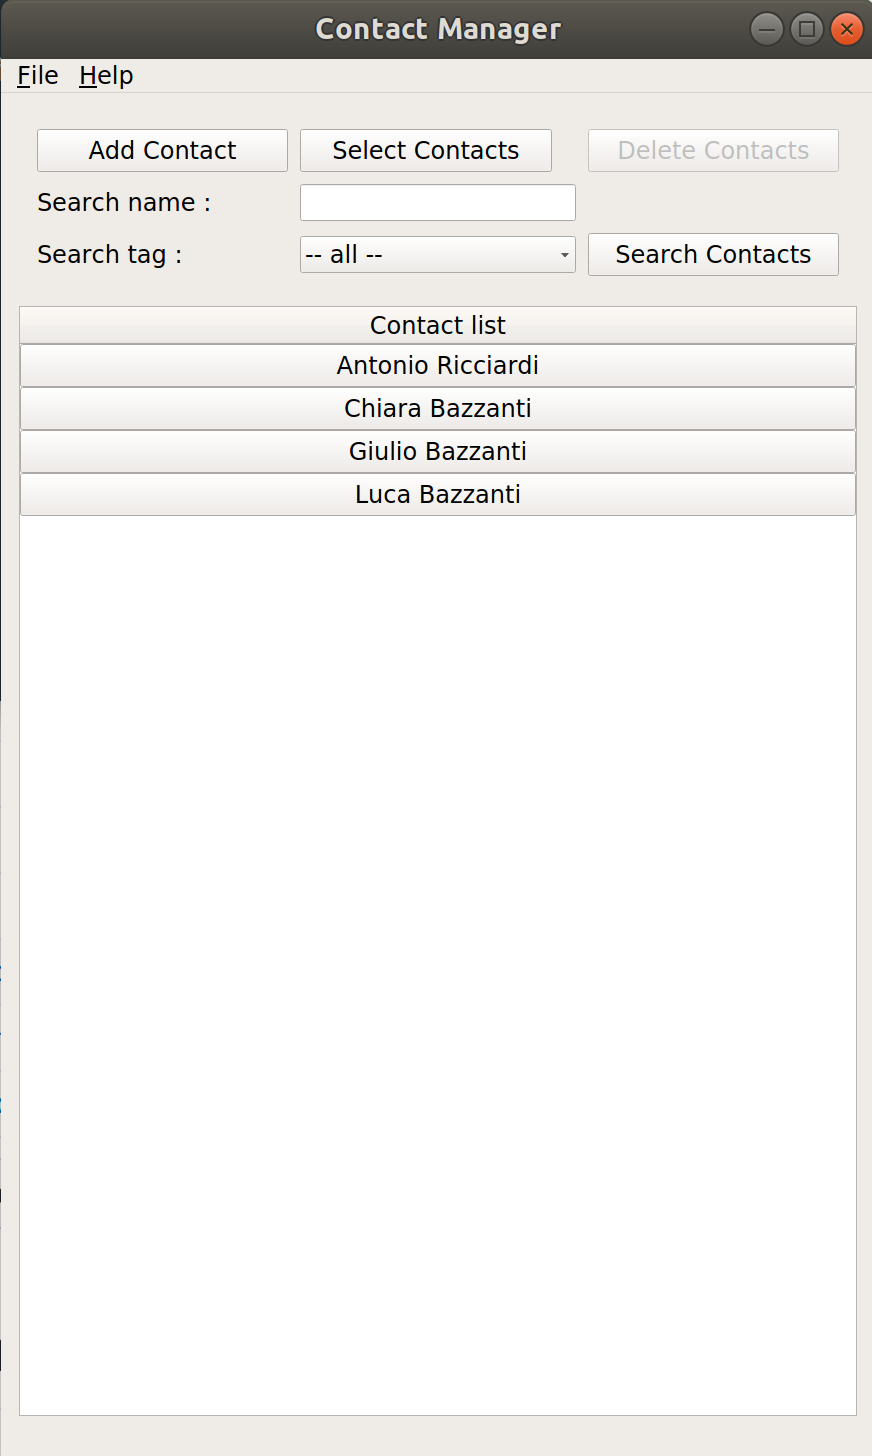 Contact Manager
File Help
Add Contact Select Contacts Delete Contacts
Search name :
Search tag : -- all -- Search Contacts
Contact list
Antonio Ricciardi
Chiara Bazzanti
Giulio Bazzanti
Luca Bazzanti